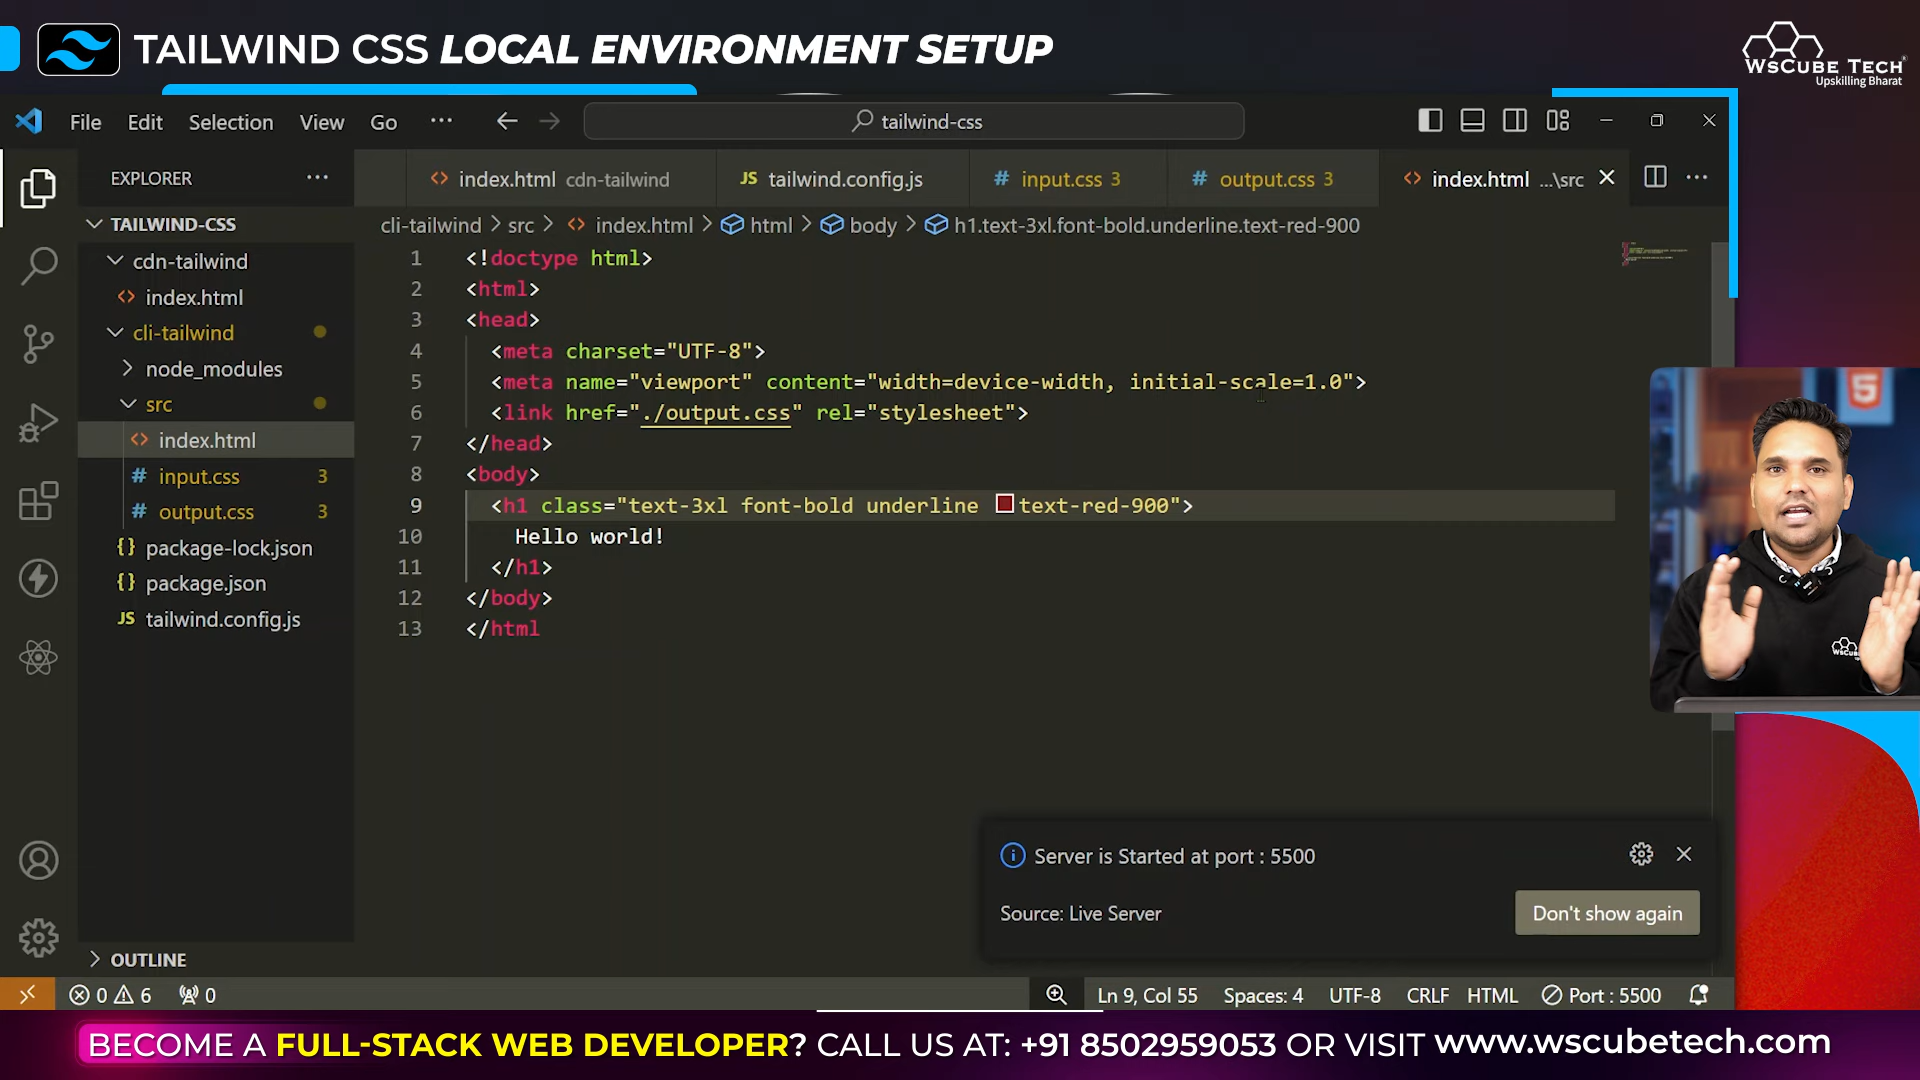 TAILWIND CSS LOCAL ENVIRONMENT SETUP
WsCUBE TECH
Upskilling Bharat
File Edit Selection View Go ··· tailwind-css
EXPLORER ···
index.html cdn-tailwind
JS tailwind.config.js
# input.css 3
# output.css 3
index.html ...\src
TAILWIND-CSS
cdn-tailwind
index.html
cli-tailwind
node_modules
src
index.html
# input.css 3
# output.css 3
{} package-lock.json
{} package.json
JS tailwind.config.js
OUTLINE
cli-tailwind > src > index.html > html > body > h1.text-3xl.font-bold.underline.text-red-900
1 <!doctype html>
2 <html>
3 <head>
4 <meta charset="UTF-8">
5 <meta name="viewport" content="width=device-width, initial-scale=1.0">
6 <link href="./output.css" rel="stylesheet">
7 </head>
8 <body>
9 <h1 class="text-3xl font-bold underline text-red-900">
10 Hello world!
11 </h1>
12 </body>
13 </html
Server is Started at port : 5500
Source: Live Server
Don't show again
0 6 0
Ln 9, Col 55 Spaces: 4 UTF-8 CRLF HTML Port : 5500
BECOME A FULL-STACK WEB DEVELOPER? CALL US AT: +91 8502959053 OR VISIT www.wscubetech.com